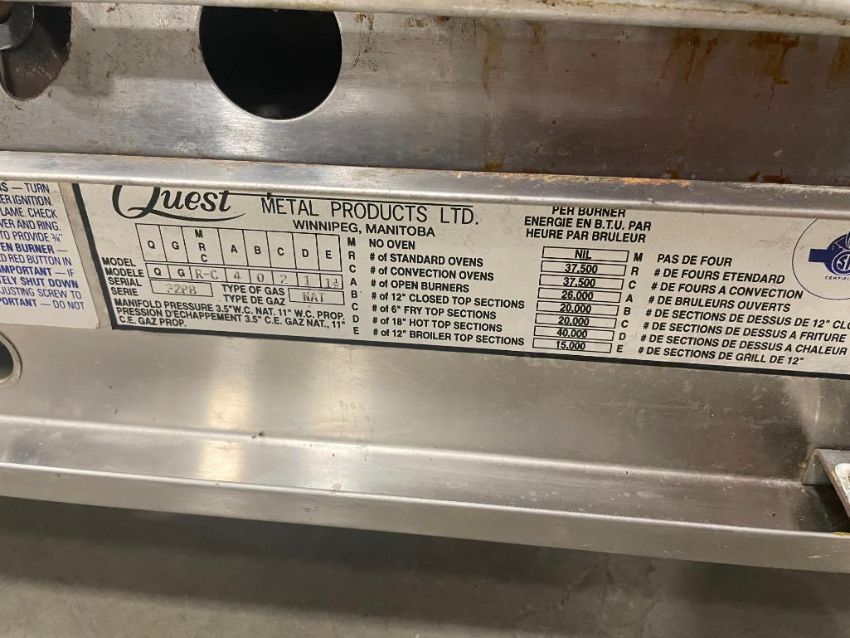 S — TURN
ER IGNITION
LAME. CHECK
VER AND RING.
TO PROVIDE ¾"
EN BURNER —
RED BUTTON IN
IMPORTANT — IF
ELY SHUT DOWN
ADJUSTING SCREW TO
PORTANT — DO NOT
Quest METAL PRODUCTS LTD.
WINNIPEG, MANITOBA
Q G M R C A B C D E
MODEL
MODELE Q G R-C 4 0 2 1
SERIAL
SERIE 32PB
TYPE OF GAS
TYPE DE GAZ NAT
MANIFOLD PRESSURE 3.5"W.C. NAT. 11" W.C. PROP.
PRESSION D'ECHAPPEMENT 3.5" C.E. GAZ NAT., 11"
C.E. GAZ PROP.
M NO OVEN
R # of STANDARD OVENS
C # of CONVECTION OVENS
A # of OPEN BURNERS
B # of 12" CLOSED TOP SECTIONS
C # of 6" FRY TOP SECTIONS
D # of 18" HOT TOP SECTIONS
E # of 12" BROILER TOP SECTIONS
PER BURNER
ENERGIE EN B.T.U. PAR
HEURE PAR BRULEUR
NIL M PAS DE FOUR
37,500 R # DE FOURS ETENDARD
37,500 C # DE FOURS A CONVECTION
26,000 A # DE BRULEURS OUVERTS
20,000 B # DE SECTIONS DE DESSUS DE 12" CLO
20,000 C # DE SECTIONS DE DESSUS A FRITURE
40,000 D # DE SECTIONS DE DESSUS A CHALEUR
15,000 E # DE SECTIONS DE GRILL DE 12"